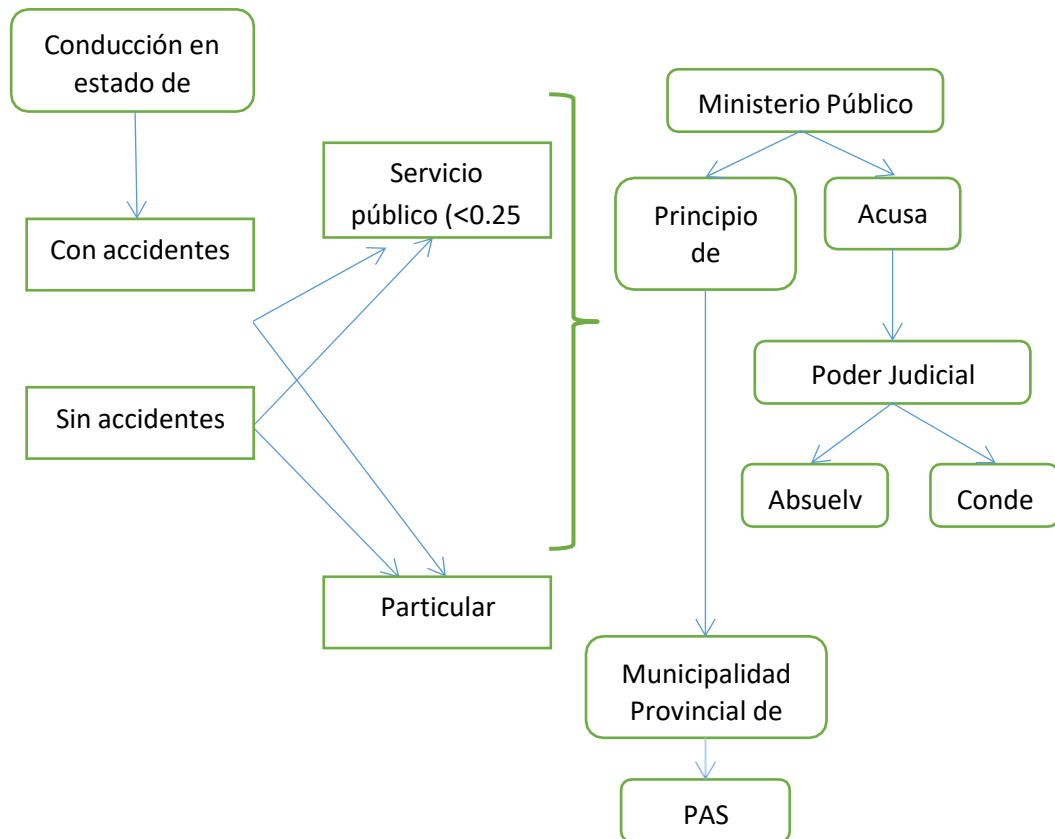 Conducción en
estado de
Con accidentes
Sin accidentes
Servicio
público (<0.25
Particular
Ministerio Público
Principio
de
Acusa
Poder Judicial
Absuelv
Conde
Municipalidad
Provincial de
PAS